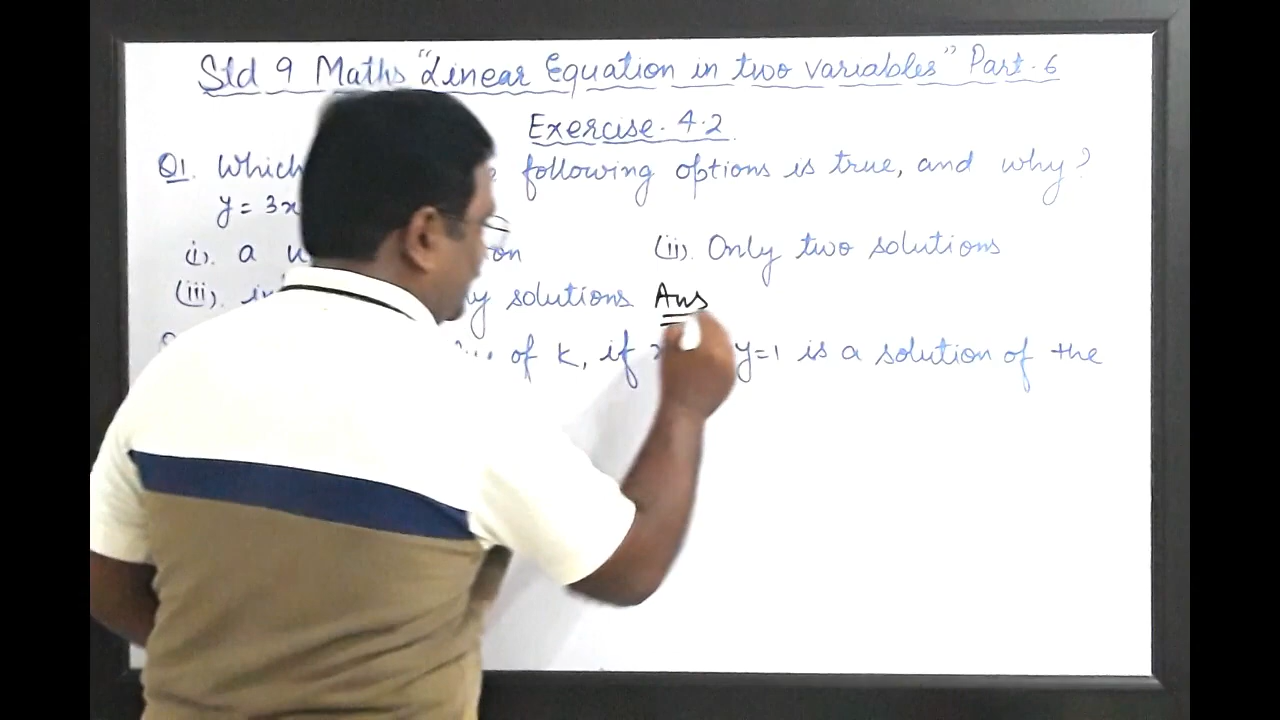 Std 9 Maths "Linear Equation in two variables" Part. 6
Exercise. 4.2
Q1. Which following options is true, and why?
y = 3x
(i). a (ii). Only two solutions
(iii). solutions Ans
of k, if y=1 is a solution of the